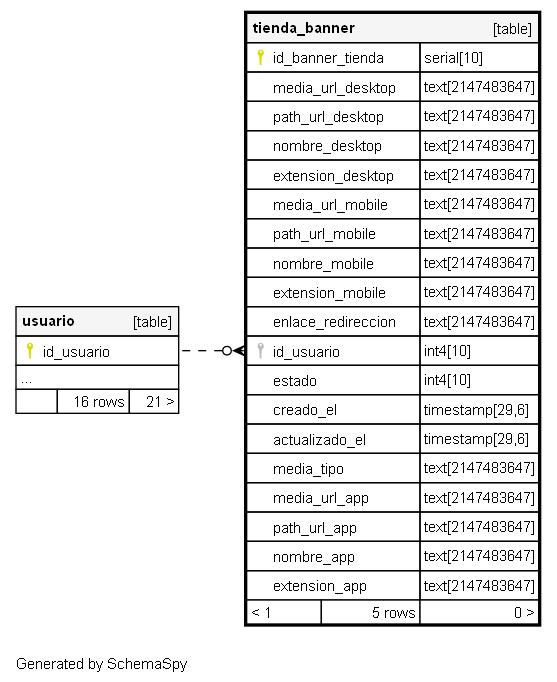 tienda_banner [table]
id_banner_tienda serial[10]
media_url_desktop text[2147483647]
path_url_desktop text[2147483647]
nombre_desktop text[2147483647]
extension_desktop text[2147483647]
media_url_mobile text[2147483647]
path_url_mobile text[2147483647]
nombre_mobile text[2147483647]
extension_mobile text[2147483647]
enlace_redireccion text[2147483647]
id_usuario int4[10]
estado int4[10]
creado_el timestamp[29,6]
actualizado_el timestamp[29,6]
media_tipo text[2147483647]
media_url_app text[2147483647]
path_url_app text[2147483647]
nombre_app text[2147483647]
extension_app text[2147483647]
< 1 5 rows 0 >
usuario [table]
id_usuario
...
16 rows 21 >
Generated by SchemaSpy